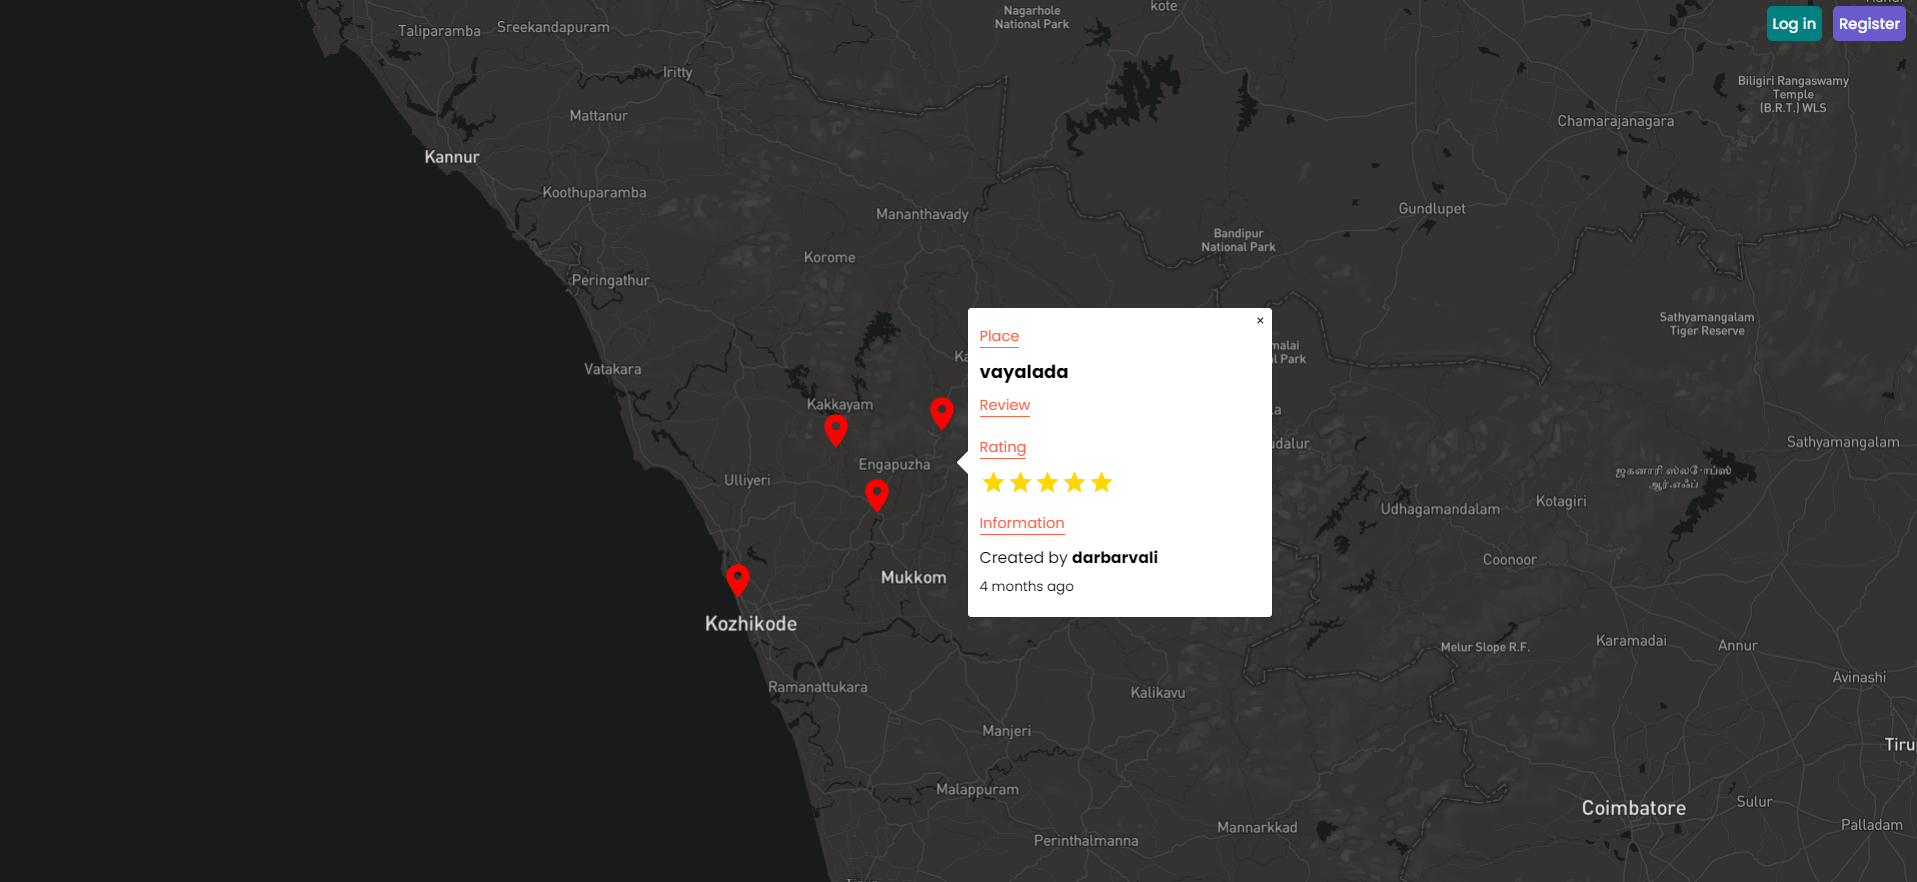 Nagarhole
National Park
kote
Log in
Register
Taliparamba
Sreekandapuram
Iritty
Biligiri Rangaswamy
Temple
(B.R.T.) WLS
Mattanur
Chamarajanagara
Kannur
Koothuparamba
Mananthavady
Gundlupet
Bandipur
National Park
Korome
Peringathur
Sathyamangalam
Tiger Reserve
×
Place
malai
l Park
Ka
Vatakara
vayalada
Kakkayam
Review
la
Rating
udalur
Sathyamangalam
Engapuzha
Ulliyeri
Kotagiri
Udhagamandalam
Information
Created by darbarvali
Coonoor
Mukkom
4 months ago
Kozhikode
Karamadai
Annur
Melur Slope R.F.
Avinashi
Ramanattukara
Kalikavu
Manjeri
Tiru
Malappuram
Coimbatore
Sulur
Palladam
Mannarkkad
Perinthalmanna